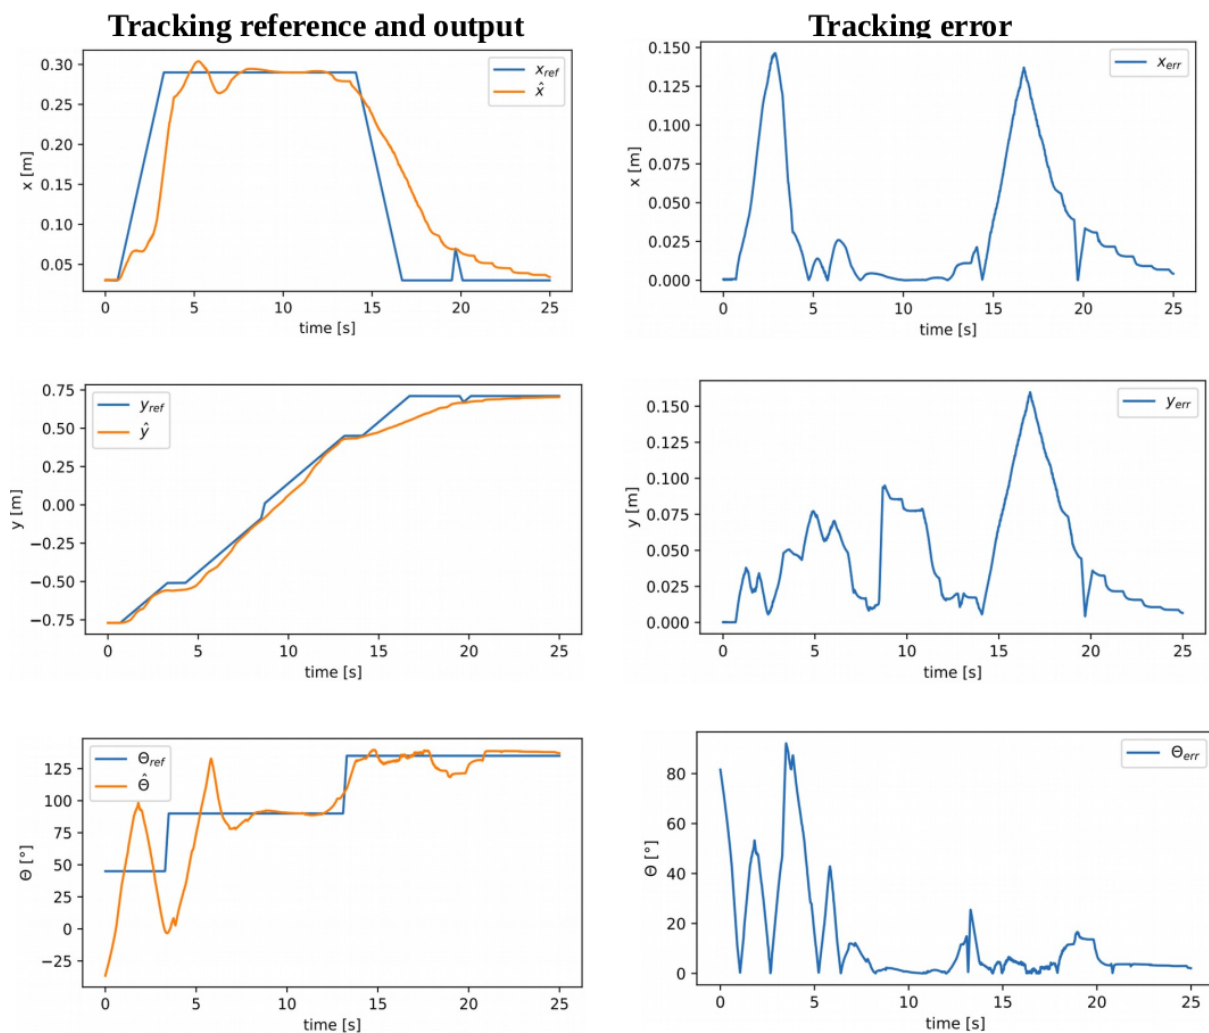 Tracking reference and output
Tracking error
0.30
0.25
0.20
0.15
0.10
0.05
x [m]
x_ref
x̂
0 5 10 15 20 25
time [s]
0.150
0.125
0.100
0.075
0.050
0.025
0.000
x [m]
x_err
0 5 10 15 20 25
time [s]
0.75
0.50
0.25
0.00
−0.25
−0.50
−0.75
y [m]
y_ref
ŷ
0 5 10 15 20 25
time [s]
0.150
0.125
0.100
0.075
0.050
0.025
0.000
y [m]
y_err
0 5 10 15 20 25
time [s]
125
100
75
50
25
0
−25
Θ [°]
Θ_ref
Θ̂
0 5 10 15 20 25
time [s]
80
60
40
20
0
Θ [°]
Θ_err
0 5 10 15 20 25
time [s]